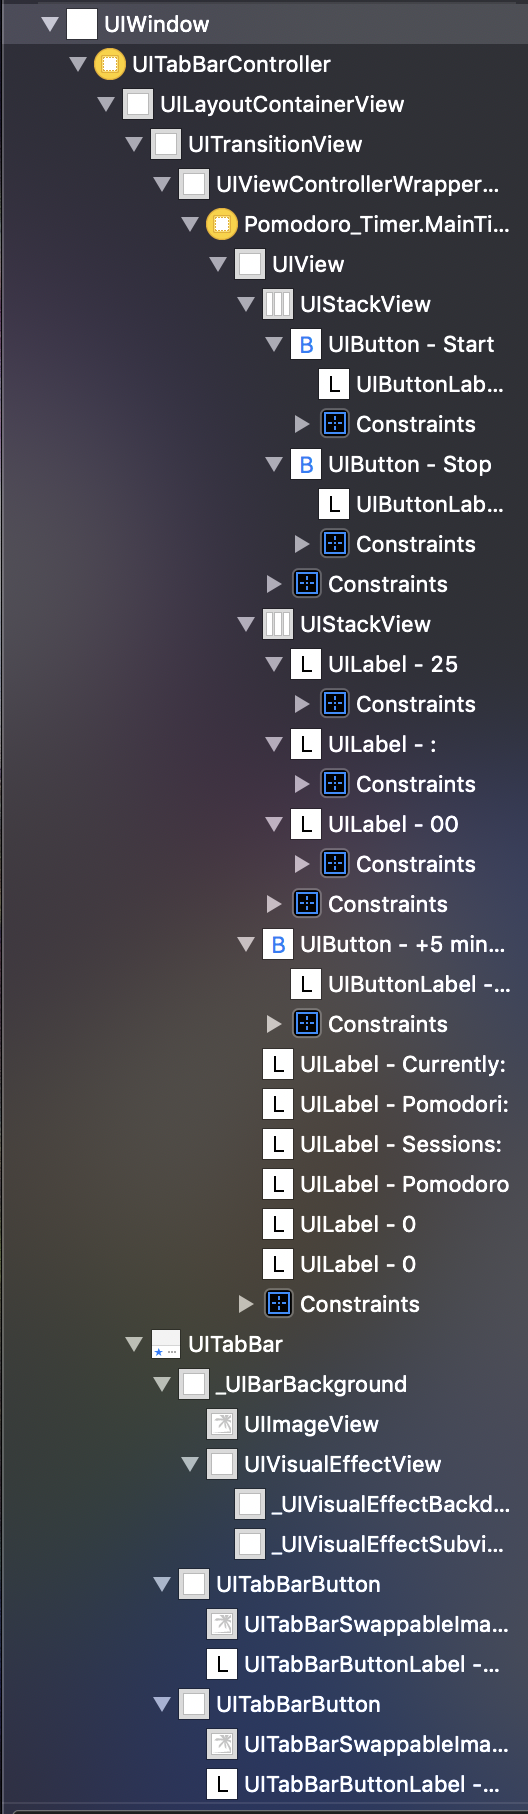 UIWindow
UITabBarController
UILayoutContainerView
UITransitionView
UIViewControllerWrapper...
Pomodoro_Timer.MainTi...
UIView
UIStackView
B UIButton - Start
L UIButtonLab...
Constraints
B UIButton - Stop
L UIButtonLab...
Constraints
Constraints
UIStackView
L UILabel - 25
Constraints
L UILabel - :
Constraints
L UILabel - 00
Constraints
Constraints
B UIButton - +5 min...
L UIButtonLabel -...
Constraints
L UILabel - Currently:
L UILabel - Pomodori:
L UILabel - Sessions:
L UILabel - Pomodoro
L UILabel - 0
L UILabel - 0
Constraints
UITabBar
_UIBarBackground
UIImageView
UIVisualEffectView
_UIVisualEffectBackd...
_UIVisualEffectSubvi...
UITabBarButton
UITabBarSwappableIma...
L UITabBarButtonLabel -...
UITabBarButton
UITabBarSwappableIma...
L UITabBarButtonLabel -...